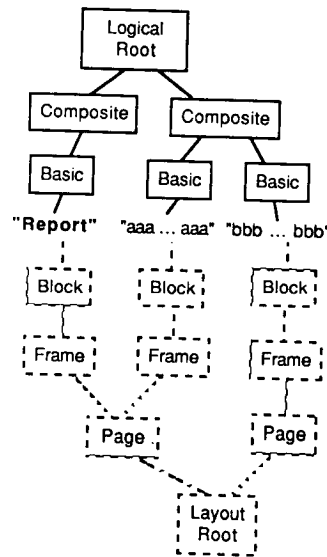 Logical
Root
Composite
Composite
Basic
Basic
Basic
"Report"
"aaa ... aaa"
"bbb ... bbb"
Block
Block
Block
Frame
Frame
Frame
Page
Page
Layout
Root